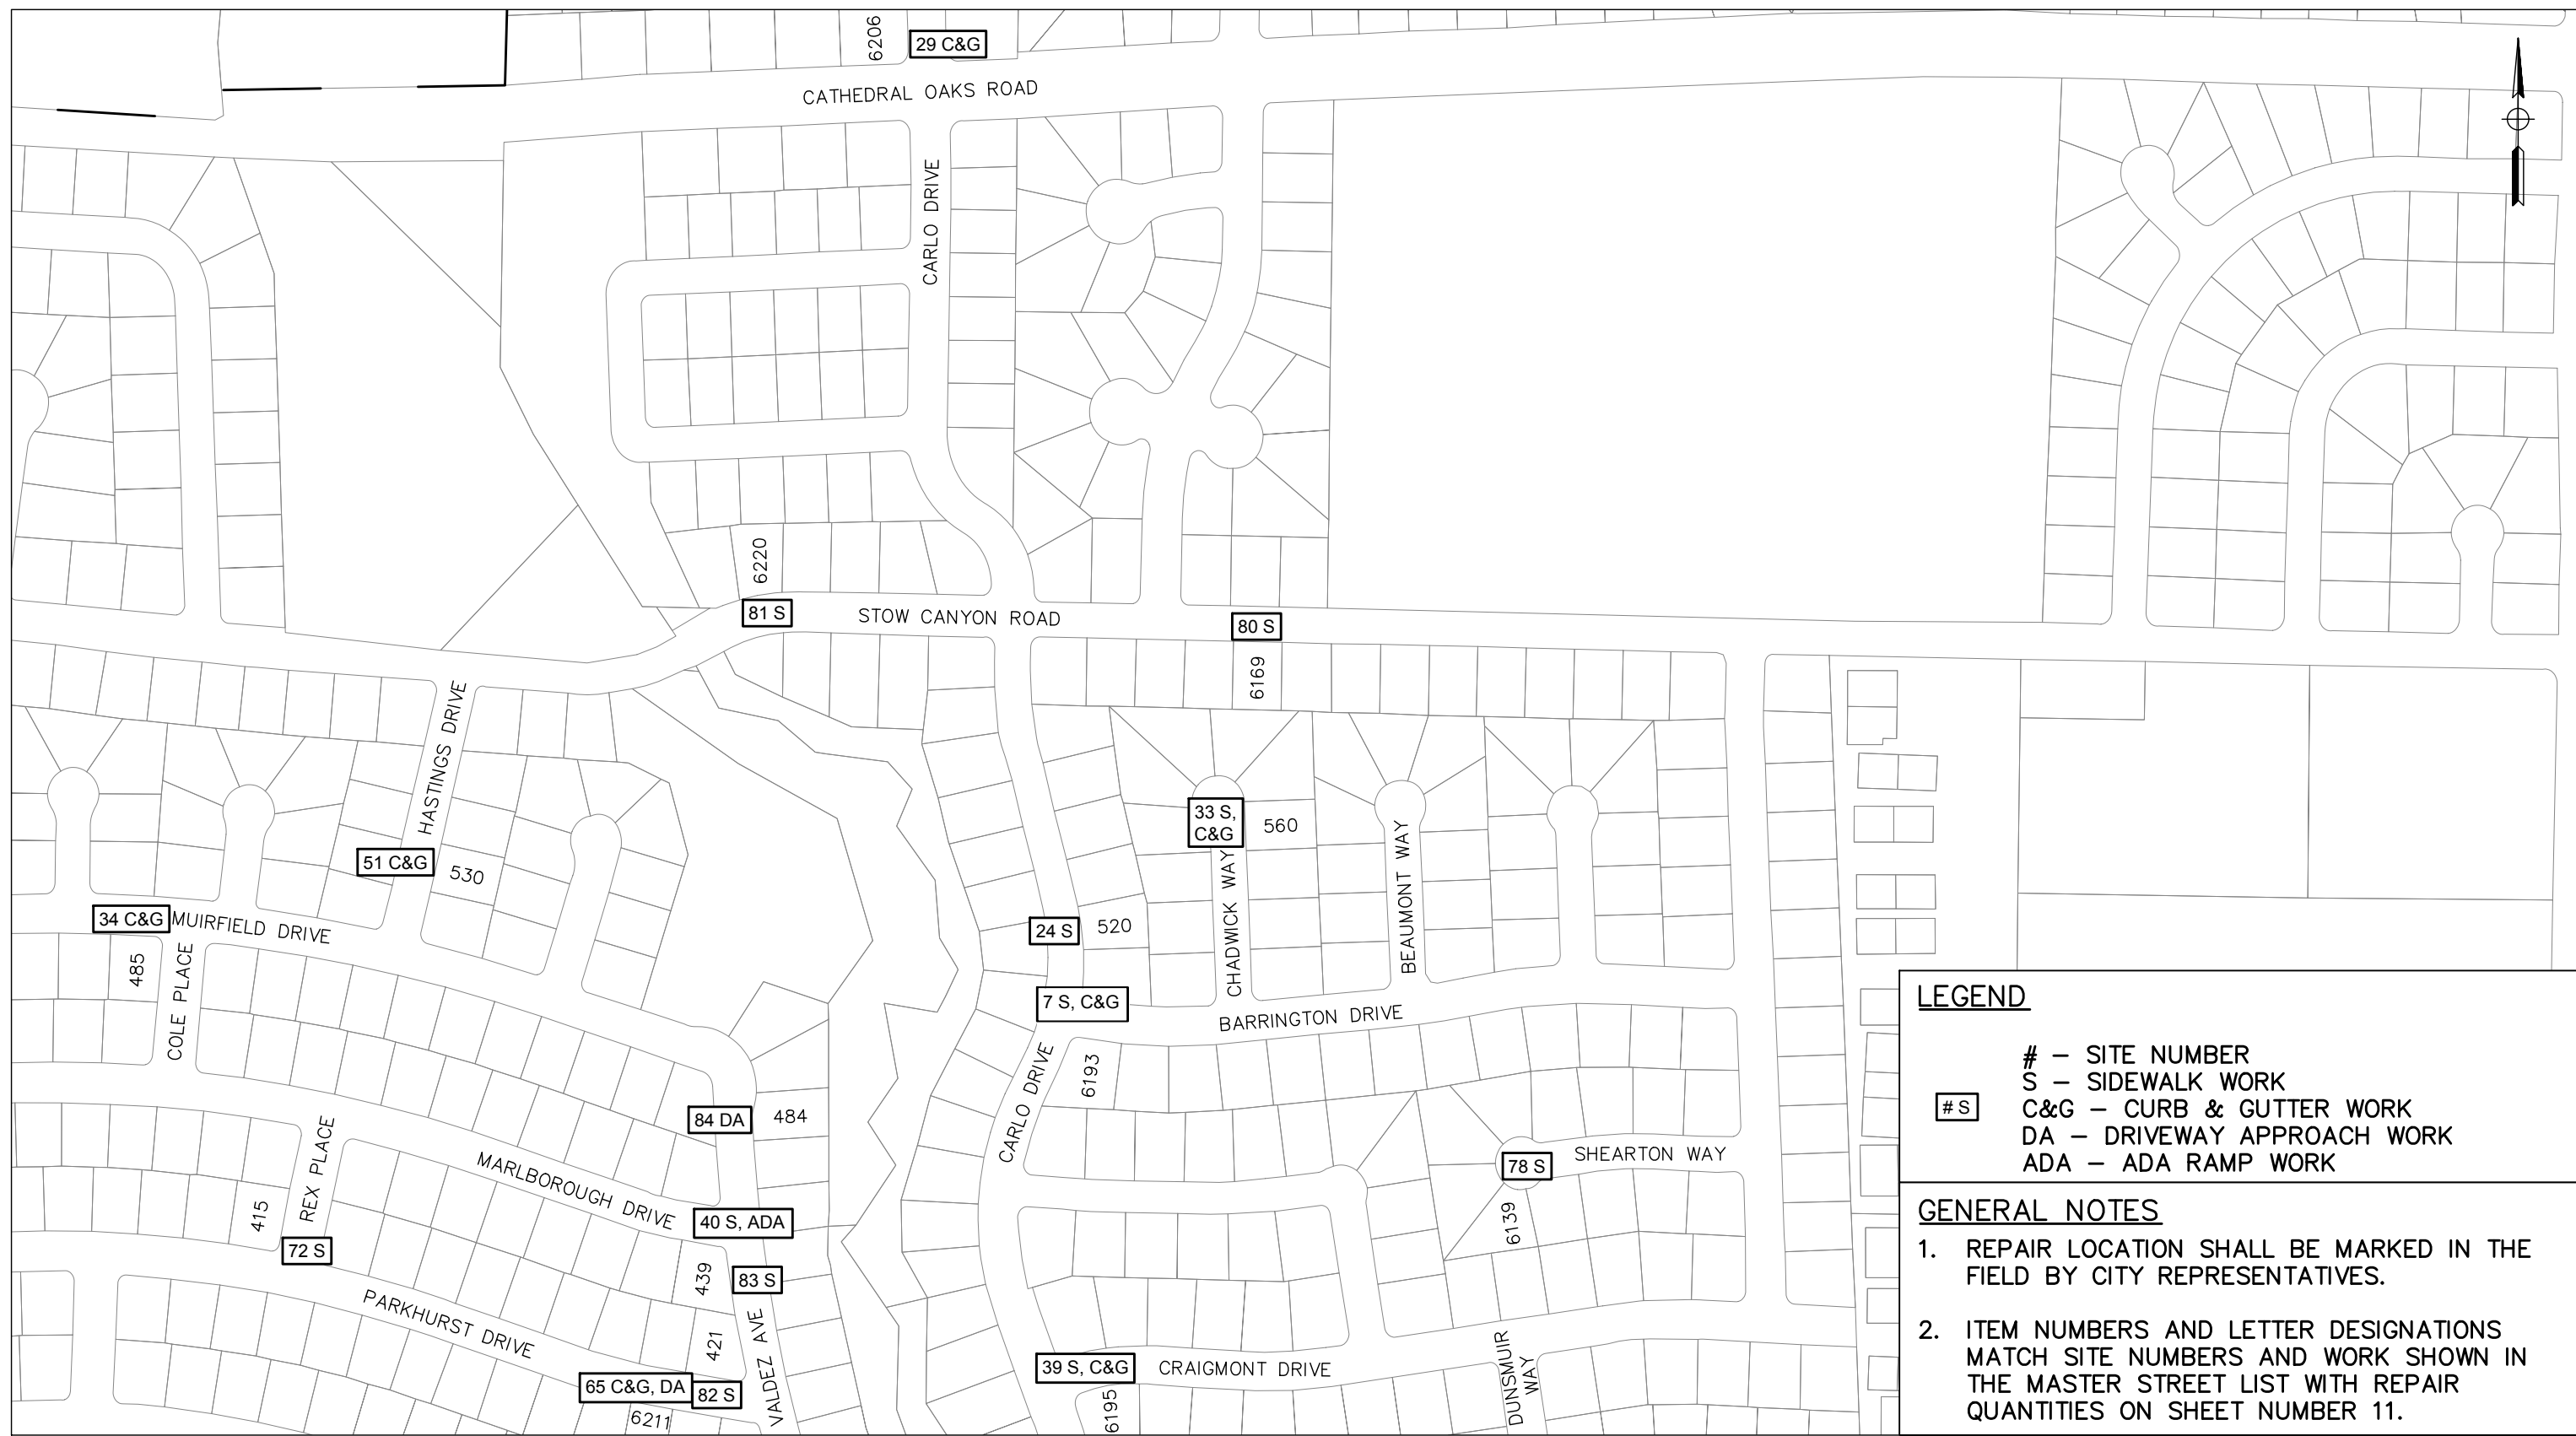 6206
29 C&G
CATHEDRAL OAKS ROAD
CARLO DRIVE
6220
81 S
STOW CANYON ROAD
80 S
6169
HASTINGS DRIVE
33 S,
C&G
560
51 C&G
530
CHADWICK WAY
BEAUMONT WAY
34 C&G
MUIRFIELD DRIVE
24 S
520
485
COLE PLACE
7 S, C&G
BARRINGTON DRIVE
6193
CARLO DRIVE
84 DA
484
REX PLACE
MARLBOROUGH DRIVE
SHEARTON WAY
78 S
415
40 S, ADA
6139
72 S
439
83 S
PARKHURST DRIVE
421
VALDEZ AVE
39 S, C&G
CRAIGMONT DRIVE
DUNSMUIR
WAY
65 C&G, DA
82 S
6211
6195
LEGEND
# – SITE NUMBER
S – SIDEWALK WORK
# S
C&G – CURB & GUTTER WORK
DA – DRIVEWAY APPROACH WORK
ADA – ADA RAMP WORK
GENERAL NOTES
1. REPAIR LOCATION SHALL BE MARKED IN THE
FIELD BY CITY REPRESENTATIVES.
2. ITEM NUMBERS AND LETTER DESIGNATIONS
MATCH SITE NUMBERS AND WORK SHOWN IN
THE MASTER STREET LIST WITH REPAIR
QUANTITIES ON SHEET NUMBER 11.